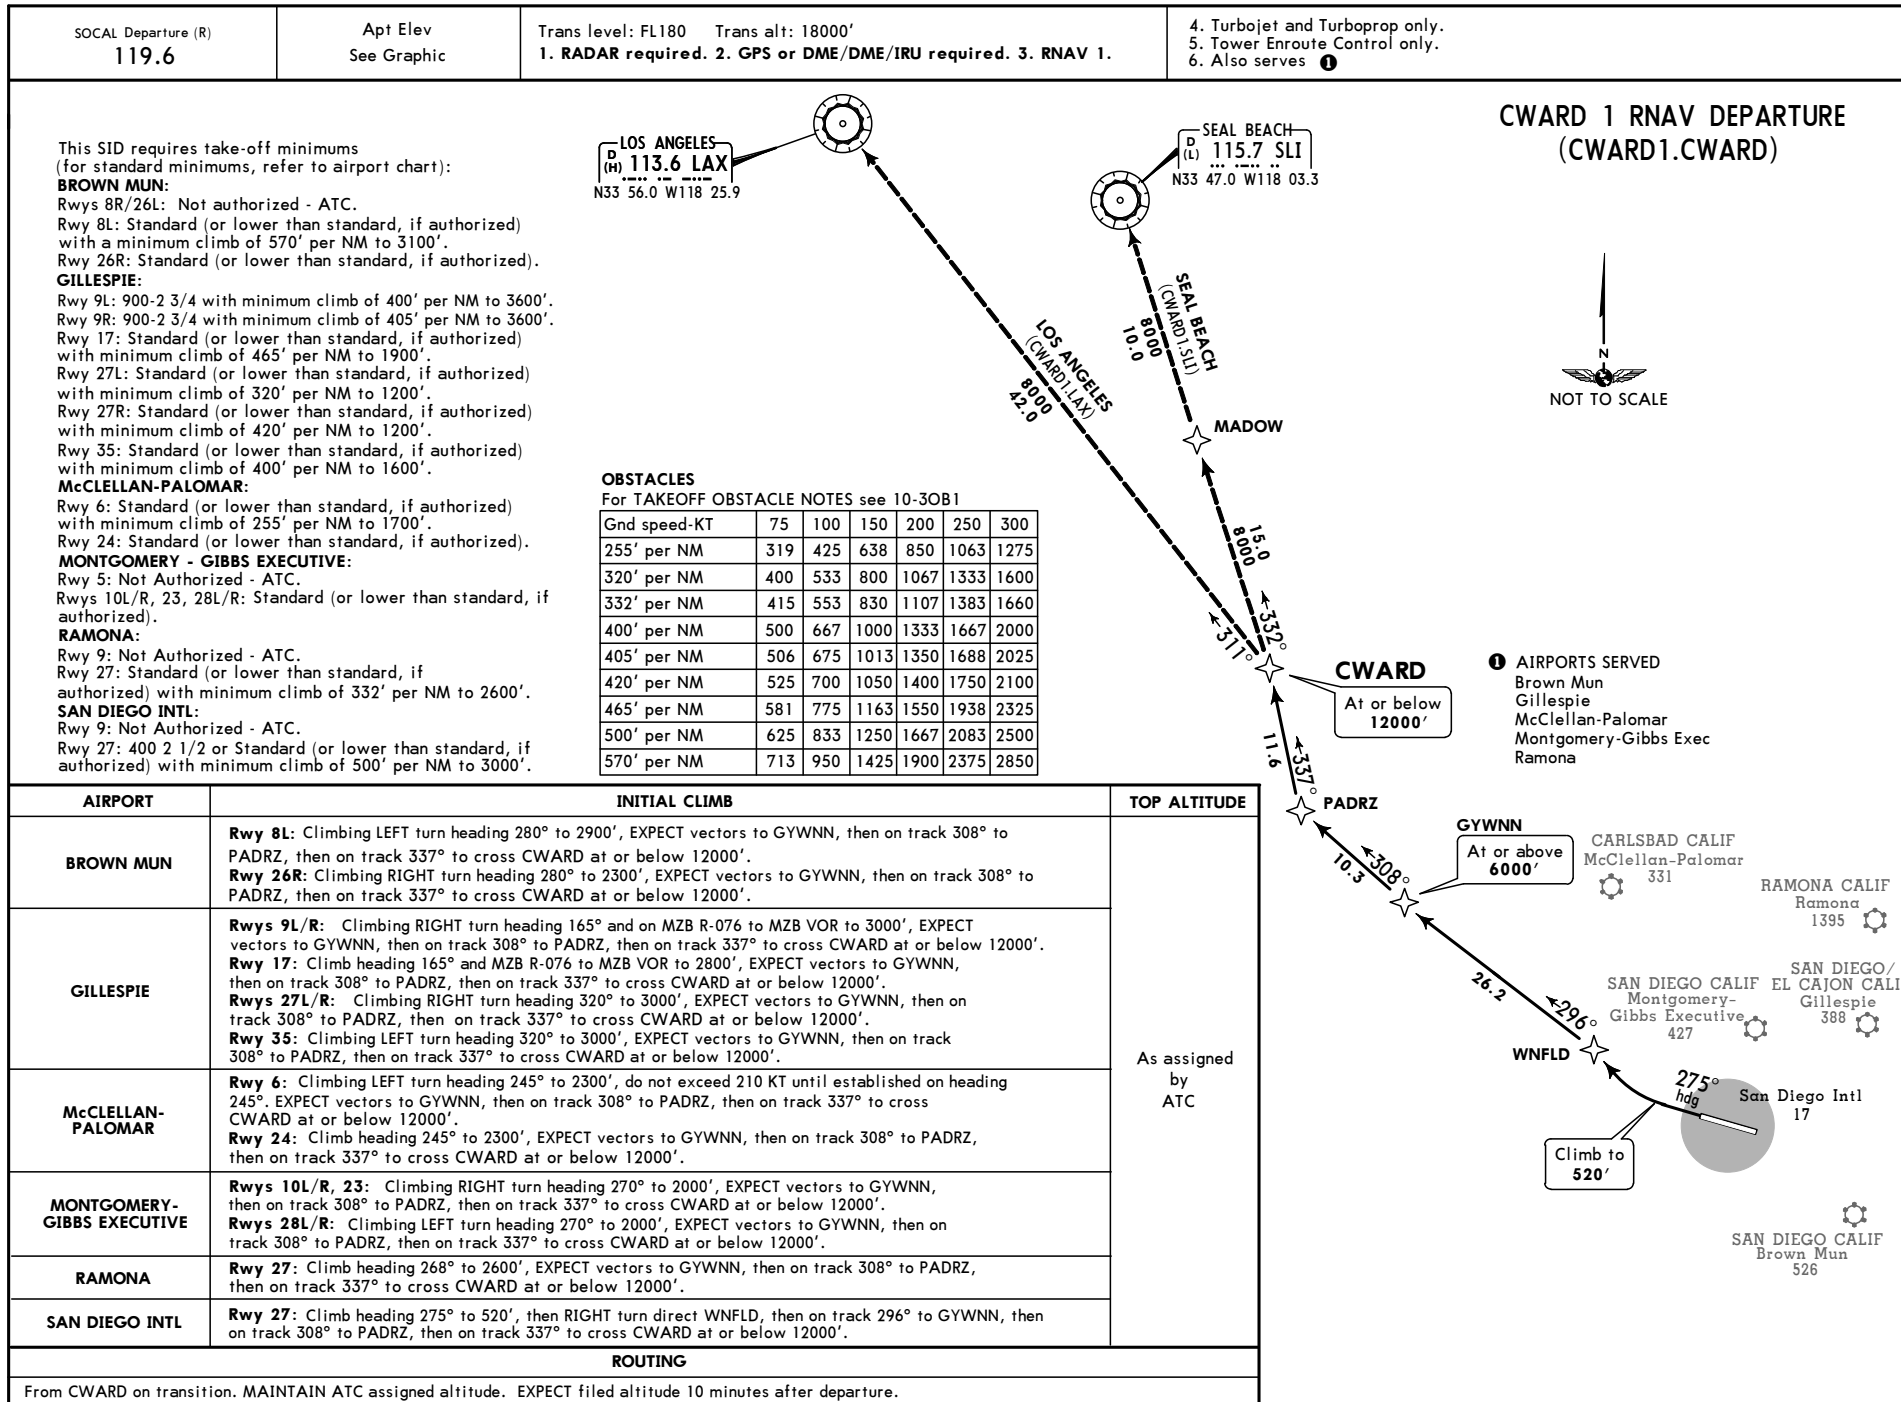 SOCAL Departure (R)
119.6
Apt Elev
See Graphic
Trans level: FL180 Trans alt: 18000'
1. RADAR required. 2. GPS or DME/DME/IRU required. 3. RNAV 1.
4. Turbojet and Turboprop only.
5. Tower Enroute Control only.
6. Also serves ❶
CWARD 1 RNAV DEPARTURE
(CWARD1.CWARD)
This SID requires take-off minimums
(for standard minimums, refer to airport chart):
BROWN MUN:
Rwys 8R/26L: Not authorized - ATC.
Rwy 8L: Standard (or lower than standard, if authorized)
with a minimum climb of 570' per NM to 3100'.
Rwy 26R: Standard (or lower than standard, if authorized).
GILLESPIE:
Rwy 9L: 900-2 3/4 with minimum climb of 400' per NM to 3600'.
Rwy 9R: 900-2 3/4 with minimum climb of 405' per NM to 3600'.
Rwy 17: Standard (or lower than standard, if authorized)
with minimum climb of 465' per NM to 1900'.
Rwy 27L: Standard (or lower than standard, if authorized)
with minimum climb of 320' per NM to 1200'.
Rwy 27R: Standard (or lower than standard, if authorized)
with minimum climb of 420' per NM to 1200'.
Rwy 35: Standard (or lower than standard, if authorized)
with minimum climb of 400' per NM to 1600'.
McCLELLAN-PALOMAR:
Rwy 6: Standard (or lower than standard, if authorized)
with minimum climb of 255' per NM to 1700'.
Rwy 24: Standard (or lower than standard, if authorized).
MONTGOMERY - GIBBS EXECUTIVE:
Rwy 5: Not Authorized - ATC.
Rwys 10L/R, 23, 28L/R: Standard (or lower than standard, if
authorized).
RAMONA:
Rwy 9: Not Authorized - ATC.
Rwy 27: Standard (or lower than standard, if
authorized) with minimum climb of 332' per NM to 2600'.
SAN DIEGO INTL:
Rwy 9: Not Authorized - ATC.
Rwy 27: 400 2 1/2 or Standard (or lower than standard, if
authorized) with minimum climb of 500' per NM to 3000'.
LOS ANGELES
D
(H) 113.6 LAX
N33 56.0 W118 25.9
SEAL BEACH
D
(L) 115.7 SLI
N33 47.0 W118 03.3
LOS ANGELES
(CWARD1.LAX)
8000
42.0
SEAL BEACH
(CWARD1.SLI)
8000
10.0
N
NOT TO SCALE
MADOW
15.0
8000
OBSTACLES
For TAKEOFF OBSTACLE NOTES see 10-3OB1
Gnd speed-KT 75 100 150 200 250 300
255' per NM 319 425 638 850 1063 1275
320' per NM 400 533 800 1067 1333 1600
332' per NM 415 553 830 1107 1383 1660
400' per NM 500 667 1000 1333 1667 2000
405' per NM 506 675 1013 1350 1688 2025
420' per NM 525 700 1050 1400 1750 2100
465' per NM 581 775 1163 1550 1938 2325
500' per NM 625 833 1250 1667 2083 2500
570' per NM 713 950 1425 1900 2375 2850
311°
332°
CWARD
At or below
12000'
❶ AIRPORTS SERVED
Brown Mun
Gillespie
McClellan-Palomar
Montgomery-Gibbs Exec
Ramona
11.6
337°
PADRZ
10.3
308°
GYWNN
At or above
6000'
CARLSBAD CALIF
McClellan-Palomar
331
RAMONA CALIF
Ramona
1395
26.2
296°
WNFLD
SAN DIEGO CALIF
Montgomery-
Gibbs Executive
427
SAN DIEGO/
EL CAJON CALI
Gillespie
388
275°
hdg
San Diego Intl
17
Climb to
520'
SAN DIEGO CALIF
Brown Mun
526
AIRPORT INITIAL CLIMB TOP ALTITUDE
BROWN MUN
Rwy 8L: Climbing LEFT turn heading 280° to 2900', EXPECT vectors to GYWNN, then on track 308° to
PADRZ, then on track 337° to cross CWARD at or below 12000'.
Rwy 26R: Climbing RIGHT turn heading 280° to 2300', EXPECT vectors to GYWNN, then on track 308° to
PADRZ, then on track 337° to cross CWARD at or below 12000'.
GILLESPIE
Rwys 9L/R: Climbing RIGHT turn heading 165° and on MZB R-076 to MZB VOR to 3000', EXPECT
vectors to GYWNN, then on track 308° to PADRZ, then on track 337° to cross CWARD at or below 12000'.
Rwy 17: Climb heading 165° and MZB R-076 to MZB VOR to 2800', EXPECT vectors to GYWNN,
then on track 308° to PADRZ, then on track 337° to cross CWARD at or below 12000'.
Rwys 27L/R: Climbing RIGHT turn heading 320° to 3000', EXPECT vectors to GYWNN, then on
track 308° to PADRZ, then on track 337° to cross CWARD at or below 12000'.
Rwy 35: Climbing LEFT turn heading 320° to 3000', EXPECT vectors to GYWNN, then on track
308° to PADRZ, then on track 337° to cross CWARD at or below 12000'.
McCLELLAN-
PALOMAR
Rwy 6: Climbing LEFT turn heading 245° to 2300', do not exceed 210 KT until established on heading
245°. EXPECT vectors to GYWNN, then on track 308° to PADRZ, then on track 337° to cross
CWARD at or below 12000'.
Rwy 24: Climb heading 245° to 2300', EXPECT vectors to GYWNN, then on track 308° to PADRZ,
then on track 337° to cross CWARD at or below 12000'.
MONTGOMERY-
GIBBS EXECUTIVE
Rwys 10L/R, 23: Climbing RIGHT turn heading 270° to 2000', EXPECT vectors to GYWNN,
then on track 308° to PADRZ, then on track 337° to cross CWARD at or below 12000'.
Rwys 28L/R: Climbing LEFT turn heading 270° to 2000', EXPECT vectors to GYWNN, then on
track 308° to PADRZ, then on track 337° to cross CWARD at or below 12000'.
RAMONA
Rwy 27: Climb heading 268° to 2600', EXPECT vectors to GYWNN, then on track 308° to PADRZ,
then on track 337° to cross CWARD at or below 12000'.
SAN DIEGO INTL
Rwy 27: Climb heading 275° to 520', then RIGHT turn direct WNFLD, then on track 296° to GYWNN, then
on track 308° to PADRZ, then on track 337° to cross CWARD at or below 12000'.
As assigned
by
ATC
ROUTING
From CWARD on transition. MAINTAIN ATC assigned altitude. EXPECT filed altitude 10 minutes after departure.